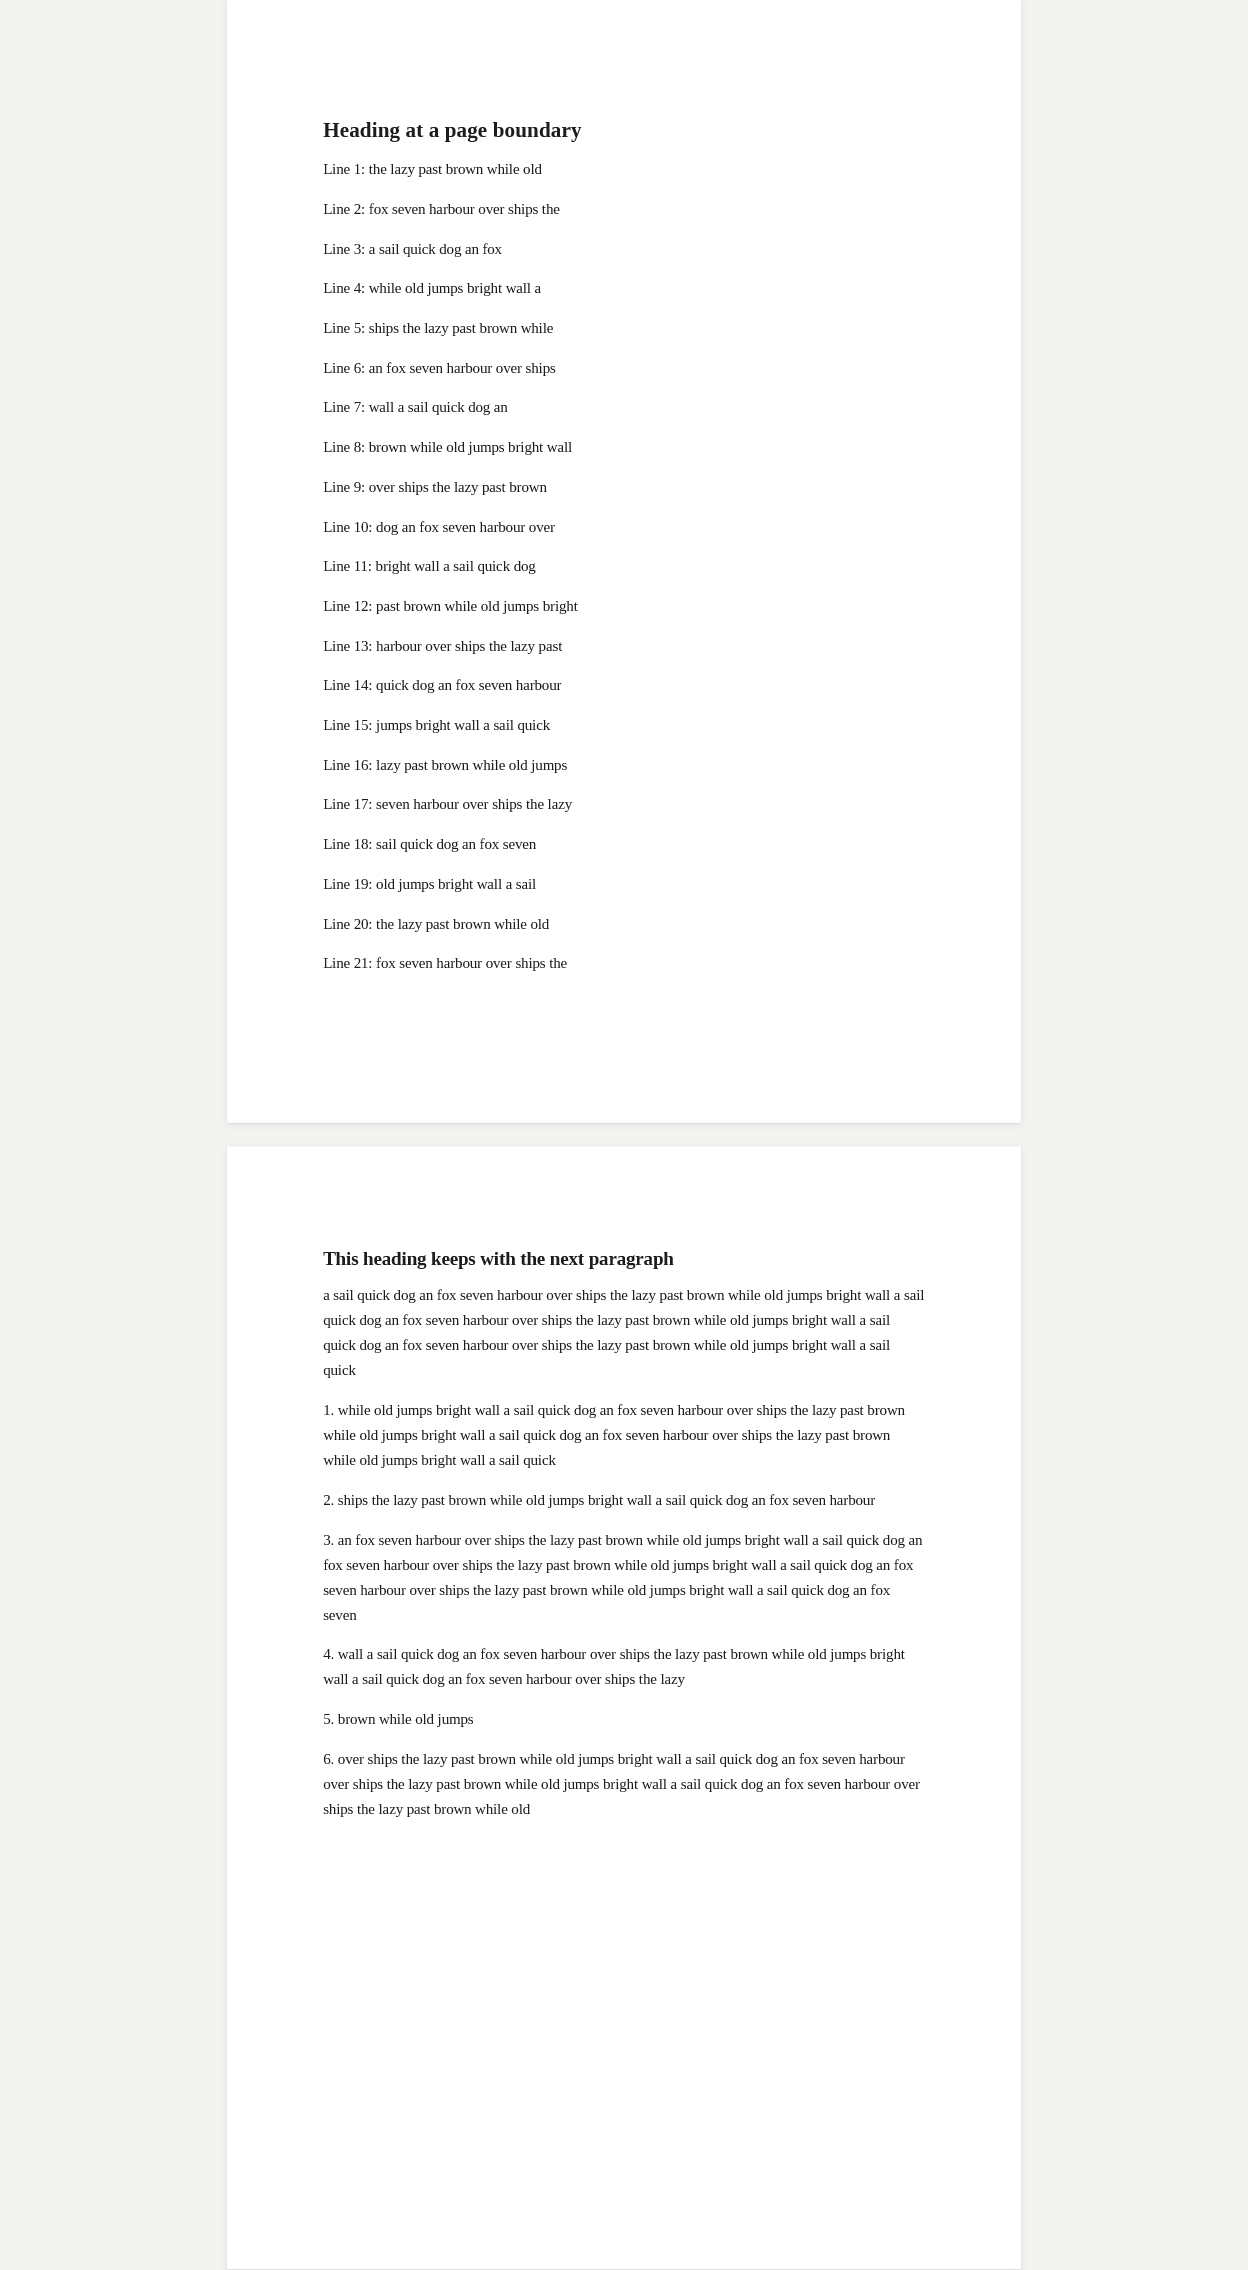 Heading at a page boundary
Line 1: the lazy past brown while old
Line 2: fox seven harbour over ships the
Line 3: a sail quick dog an fox
Line 4: while old jumps bright wall a
Line 5: ships the lazy past brown while
Line 6: an fox seven harbour over ships
Line 7: wall a sail quick dog an
Line 8: brown while old jumps bright wall
Line 9: over ships the lazy past brown
Line 10: dog an fox seven harbour over
Line 11: bright wall a sail quick dog
Line 12: past brown while old jumps bright
Line 13: harbour over ships the lazy past
Line 14: quick dog an fox seven harbour
Line 15: jumps bright wall a sail quick
Line 16: lazy past brown while old jumps
Line 17: seven harbour over ships the lazy
Line 18: sail quick dog an fox seven
Line 19: old jumps bright wall a sail
Line 20: the lazy past brown while old
Line 21: fox seven harbour over ships the
This heading keeps with the next paragraph
a sail quick dog an fox seven harbour over ships the lazy past brown while old jumps bright wall a sail
quick dog an fox seven harbour over ships the lazy past brown while old jumps bright wall a sail
quick dog an fox seven harbour over ships the lazy past brown while old jumps bright wall a sail
quick
1. while old jumps bright wall a sail quick dog an fox seven harbour over ships the lazy past brown
while old jumps bright wall a sail quick dog an fox seven harbour over ships the lazy past brown
while old jumps bright wall a sail quick
2. ships the lazy past brown while old jumps bright wall a sail quick dog an fox seven harbour
3. an fox seven harbour over ships the lazy past brown while old jumps bright wall a sail quick dog an
fox seven harbour over ships the lazy past brown while old jumps bright wall a sail quick dog an fox
seven harbour over ships the lazy past brown while old jumps bright wall a sail quick dog an fox
seven
4. wall a sail quick dog an fox seven harbour over ships the lazy past brown while old jumps bright
wall a sail quick dog an fox seven harbour over ships the lazy
5. brown while old jumps
6. over ships the lazy past brown while old jumps bright wall a sail quick dog an fox seven harbour
over ships the lazy past brown while old jumps bright wall a sail quick dog an fox seven harbour over
ships the lazy past brown while old